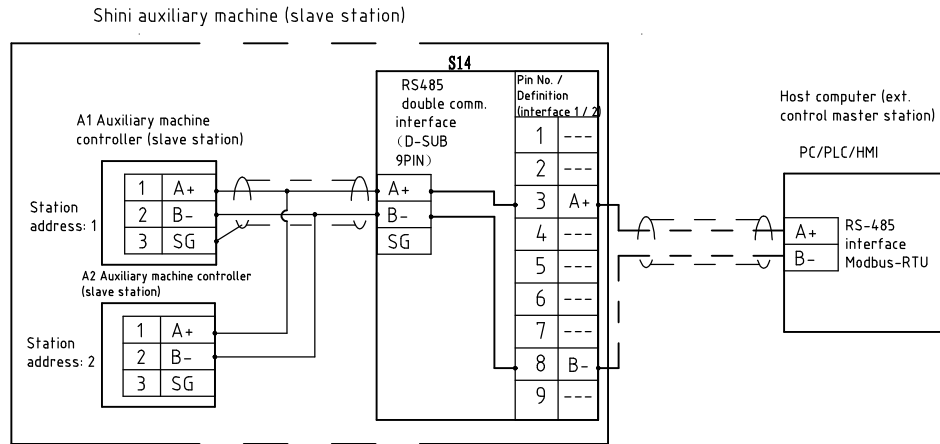 Shini auxiliary machine (slave station)
S14
RS485
double comm.
interface
(D-SUB
9PIN)
Pin No. /
Definition
(interface 1 / 2)
Host computer (ext.
control master station)
PC/PLC/HMI
A1 Auxiliary machine
controller (slave station)
Station
address: 1
1 A+
2 B-
3 SG
A2 Auxiliary machine controller
(slave station)
Station
address: 2
1 A+
2 B-
3 SG
A+
B-
SG
1 ---
2 ---
3 A+
4 ---
5 ---
6 ---
7 ---
8 B-
9 ---
A+
B-
RS-485
interface
Modbus-RTU